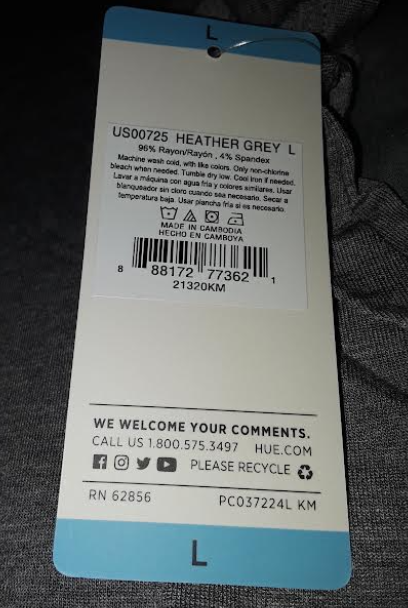 L
US00725 HEATHER GREY L
96% Rayon/Rayón , 4% Spandex
Machine wash cold, with like colors. Only non-chlorine
bleach when needed. Tumble dry low. Cool iron if needed.
Lavar a máquina con agua fria y colores similares. Usar
blanqueador sin cloro cuando sea necesario. Secar a
temperatura baja. Usar plancha fria si es necesario.
MADE IN CAMBODIA
HECHO EN CAMBOYA
8 88172 77362 1
21320KM
WE WELCOME YOUR COMMENTS.
CALL US 1.800.575.3497 HUE.COM
PLEASE RECYCLE
RN 62856 PC037224L KM
L